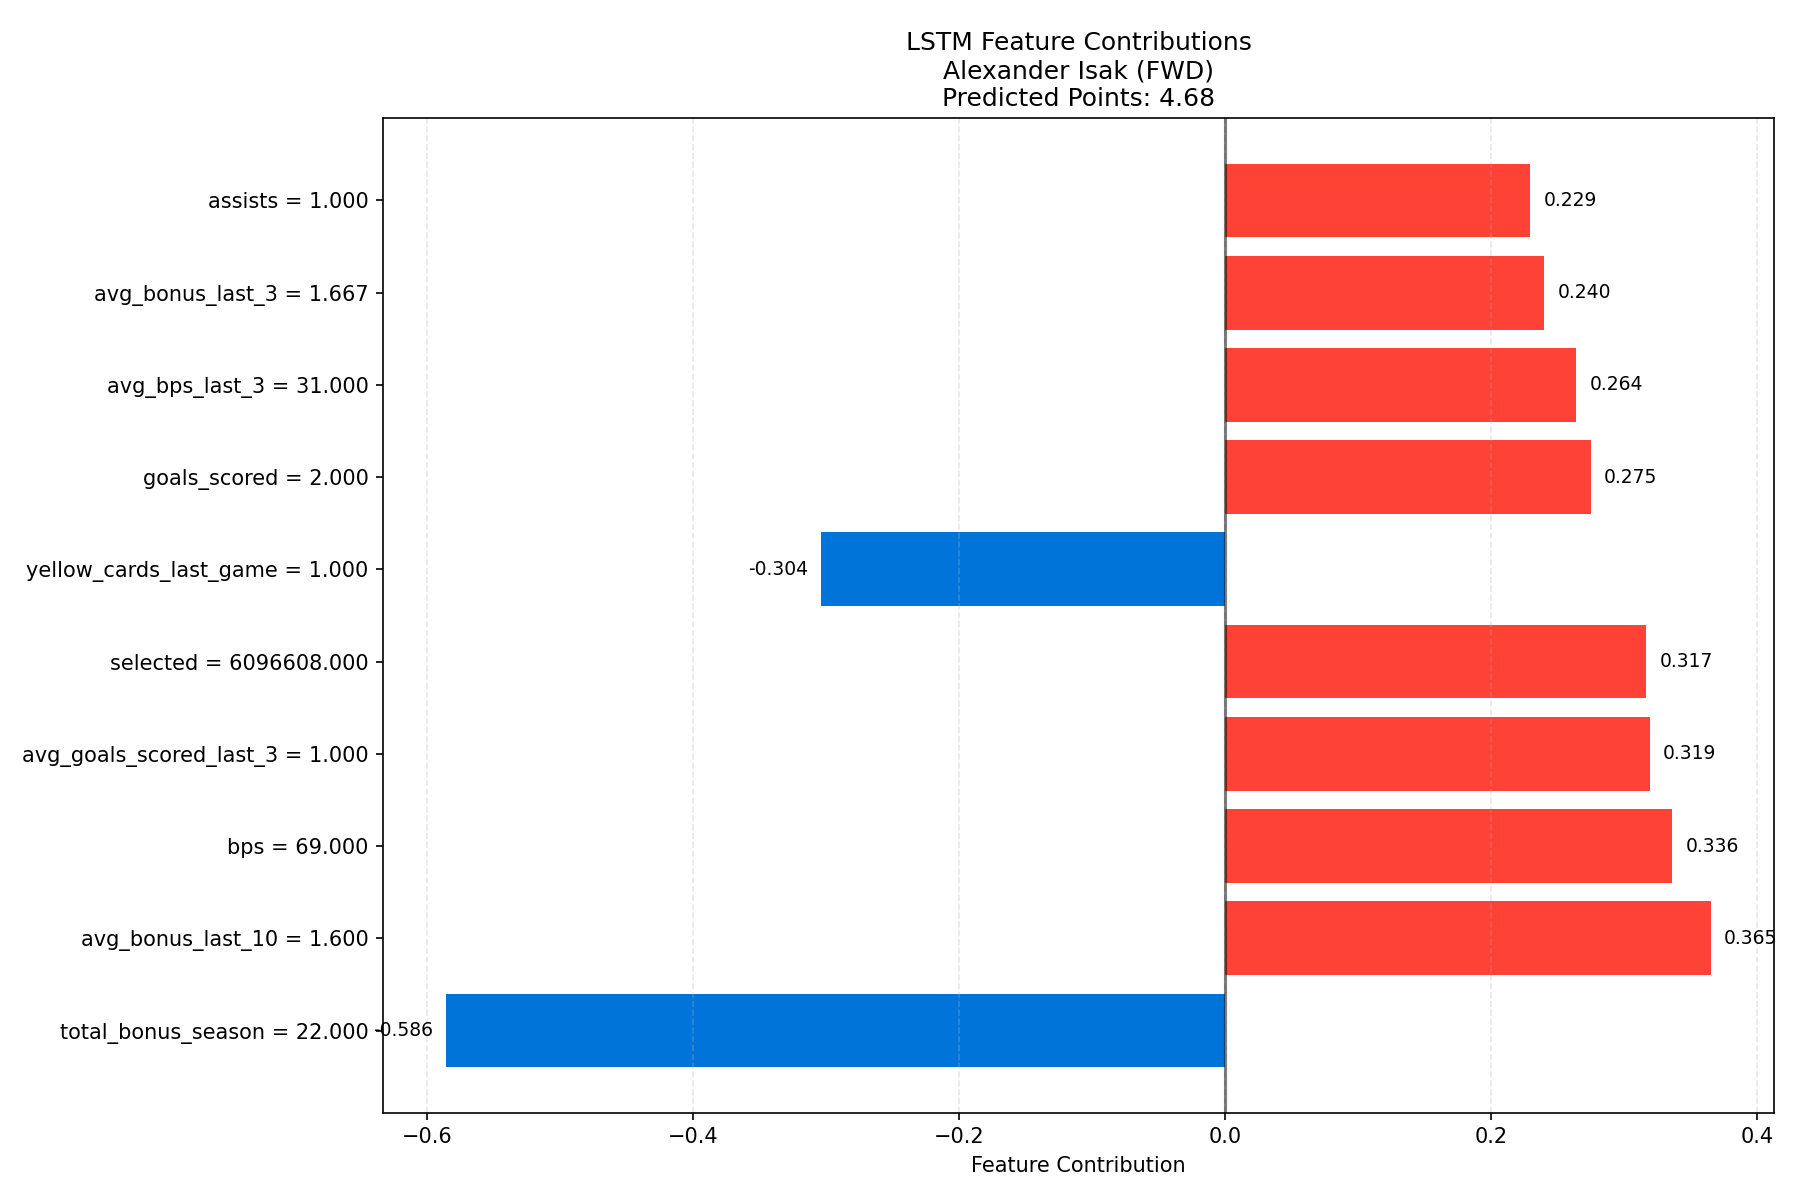 LSTM Feature Contributions
Alexander Isak (FWD)
Predicted Points: 4.68
assists = 1.000
0.229
avg_bonus_last_3 = 1.667
0.240
avg_bps_last_3 = 31.000
0.264
goals_scored = 2.000
0.275
yellow_cards_last_game = 1.000
-0.304
selected = 6096608.000
0.317
avg_goals_scored_last_3 = 1.000
0.319
bps = 69.000
0.336
avg_bonus_last_10 = 1.600
0.365
total_bonus_season = 22.000
-0.586
−0.6 −0.4 −0.2 0.0 0.2 0.4
Feature Contribution